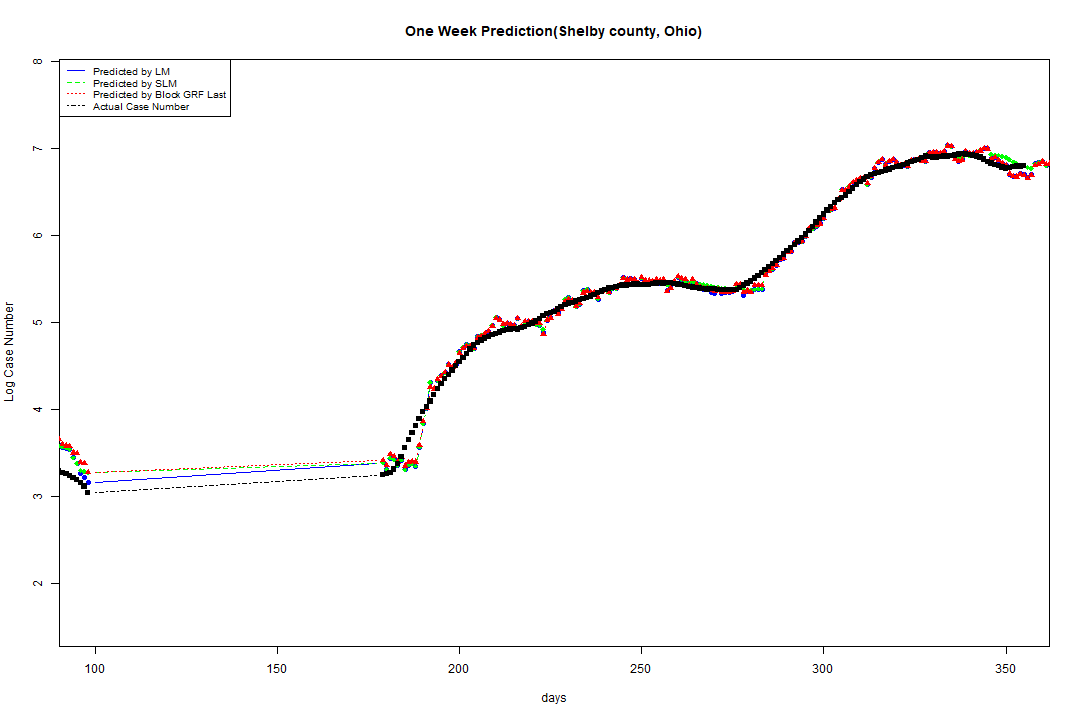 One Week Prediction(Shelby county, Ohio)
Predicted by LM
Predicted by SLM
Predicted by Block GRF Last
Actual Case Number
8
7
6
5
4
3
2
Log Case Number
100 150 200 250 300 350
days